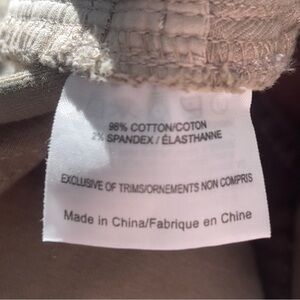 98% COTTON/COTON
2% SPANDEX / ÉLASTHANNE
EXCLUSIVE OF TRIMS/ORNEMENTS NON COMPRIS
Made in China/Fabrique en Chine